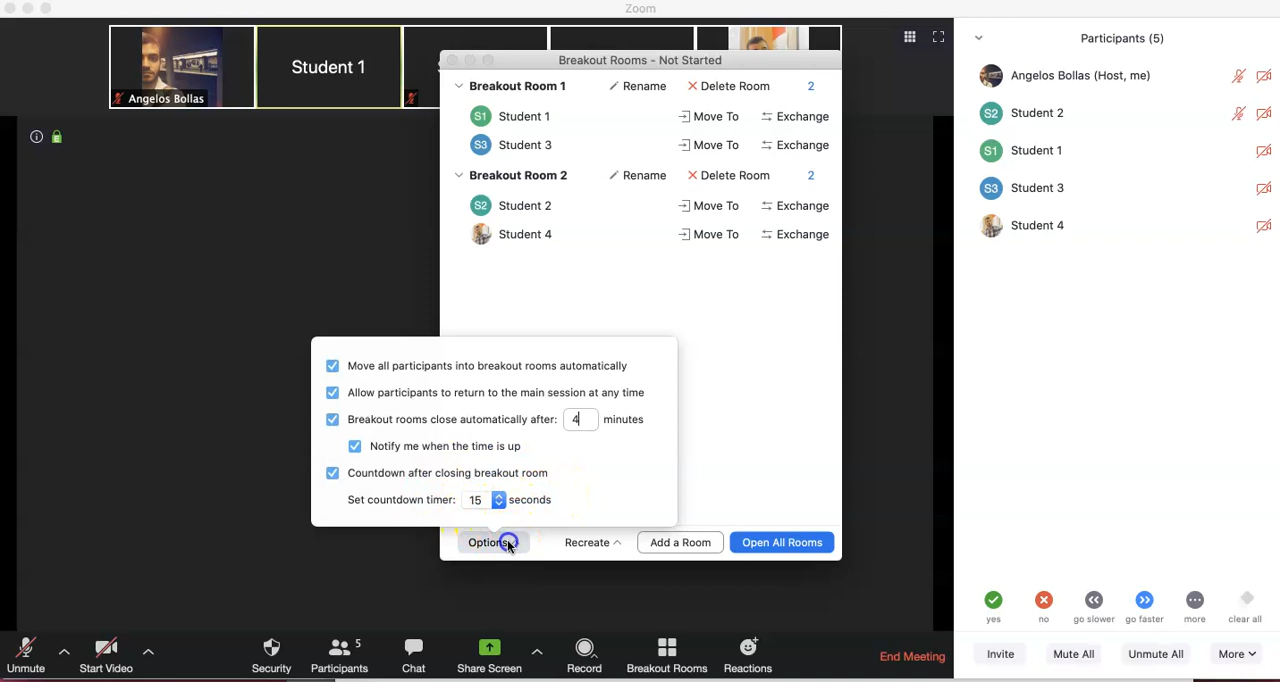 Zoom
Angelos Bollas
Student 1
Breakout Rooms - Not Started
Breakout Room 1 Rename Delete Room 2
S1 Student 1 Move To Exchange
S3 Student 3 Move To Exchange
Breakout Room 2 Rename Delete Room 2
S2 Student 2 Move To Exchange
Student 4 Move To Exchange
Move all participants into breakout rooms automatically
Allow participants to return to the main session at any time
Breakout rooms close automatically after: 4 minutes
Notify me when the time is up
Countdown after closing breakout room
Set countdown timer: 15 seconds
Options Recreate Add a Room Open All Rooms
Participants (5)
Angelos Bollas (Host, me)
S2 Student 2
S1 Student 1
S3 Student 3
Student 4
yes no go slower go faster more clear all
Invite Mute All Unmute All More
Unmute Start Video Security Participants 5 Chat Share Screen Record Breakout Rooms Reactions End Meeting